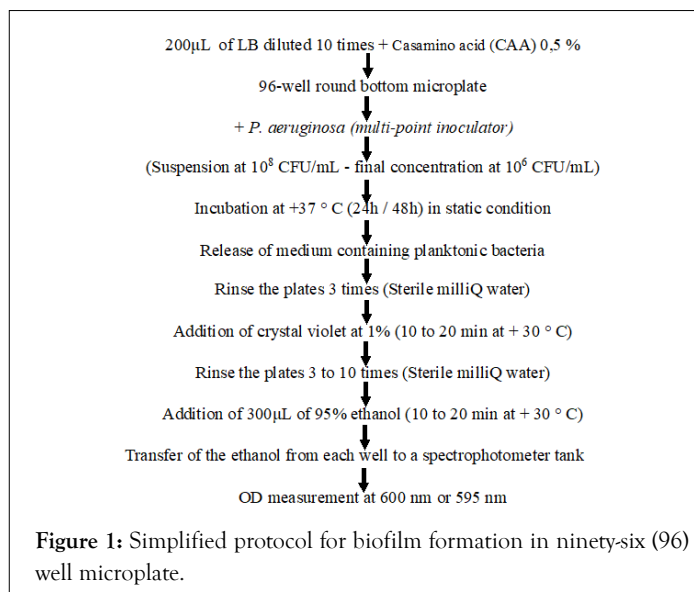 200μL of LB diluted 10 times + Casamino acid (CAA) 0,5 %
96-well round bottom microplate
+ P. aeruginosa (multi-point inoculator)
(Suspension at 10⁸ CFU/mL - final concentration at 10⁶ CFU/mL)
Incubation at +37 ° C (24h / 48h) in static condition
Release of medium containing planktonic bacteria
Rinse the plates 3 times (Sterile milliQ water)
Addition of crystal violet at 1% (10 to 20 min at + 30 ° C)
Rinse the plates 3 to 10 times (Sterile milliQ water)
Addition of 300μL of 95% ethanol (10 to 20 min at + 30 ° C)
Transfer of the ethanol from each well to a spectrophotometer tank
OD measurement at 600 nm or 595 nm
Figure 1: Simplified protocol for biofilm formation in ninety-six (96)
well microplate.